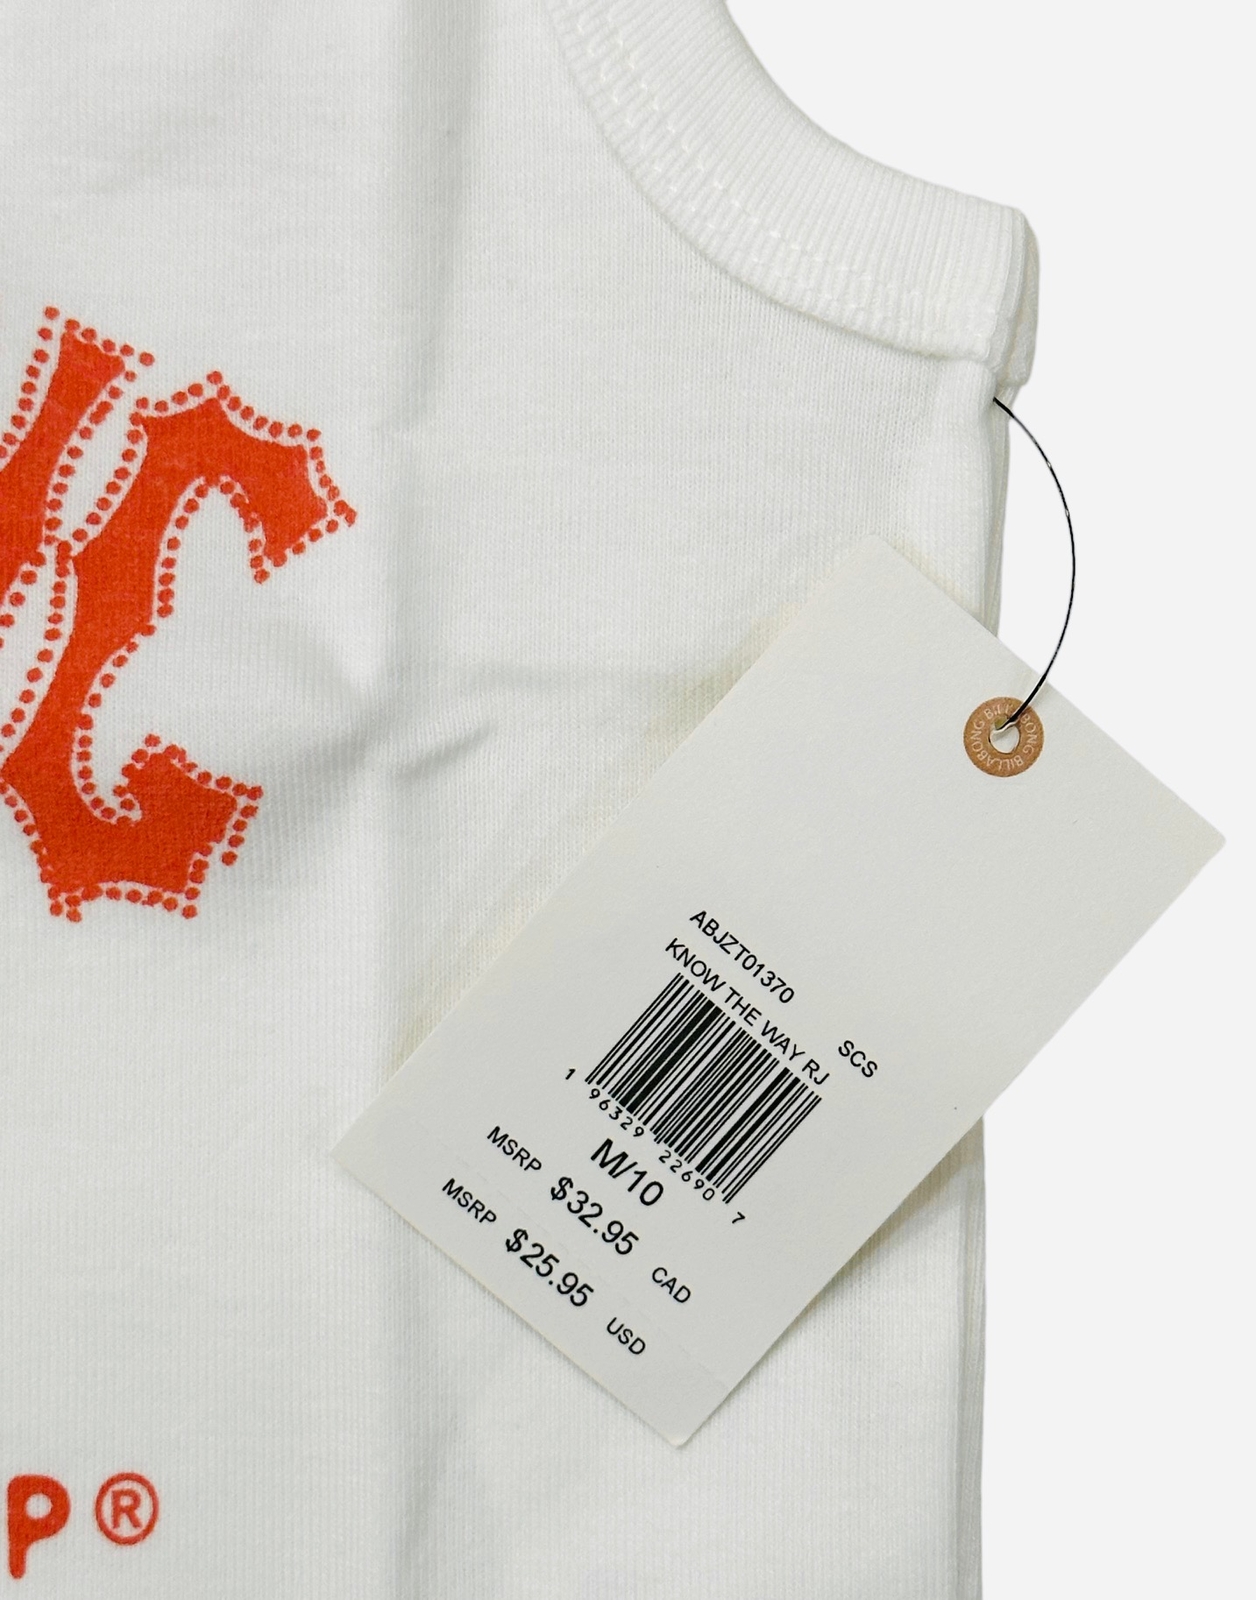 BILLABONG BILLABONG
ABJZT01370
KNOW THE WAY RJ
SCS
1 96329 22690 7
M/10
MSRP $32.95 CAD
MSRP $25.95 USD
P®